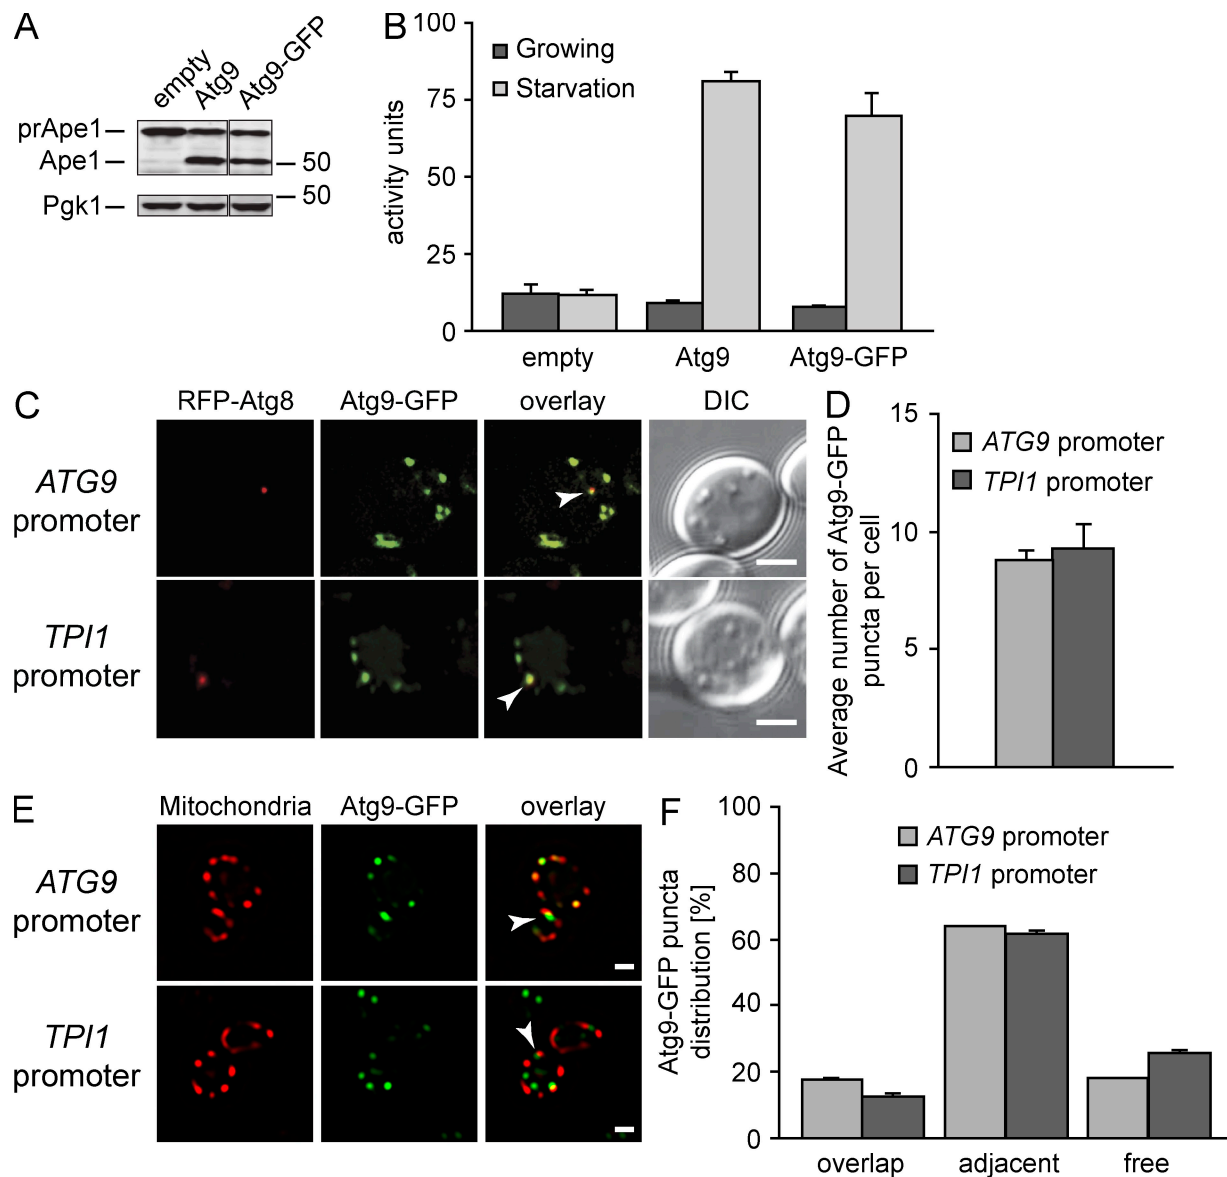 A
empty
Atg9
Atg9-GFP
prApe1
Ape1
50
50
Pgk1
B
100
75
50
25
0
activity units
Growing
Starvation
empty
Atg9
Atg9-GFP
C
RFP-Atg8
Atg9-GFP
overlay
DIC
ATG9
promoter
TPI1
promoter
D
15
10
5
0
Average number of Atg9-GFP
puncta per cell
ATG9 promoter
TPI1 promoter
E
Mitochondria
Atg9-GFP
overlay
ATG9
promoter
TPI1
promoter
F
100
80
60
40
20
0
Atg9-GFP puncta
distribution [%]
ATG9 promoter
TPI1 promoter
overlap
adjacent
free